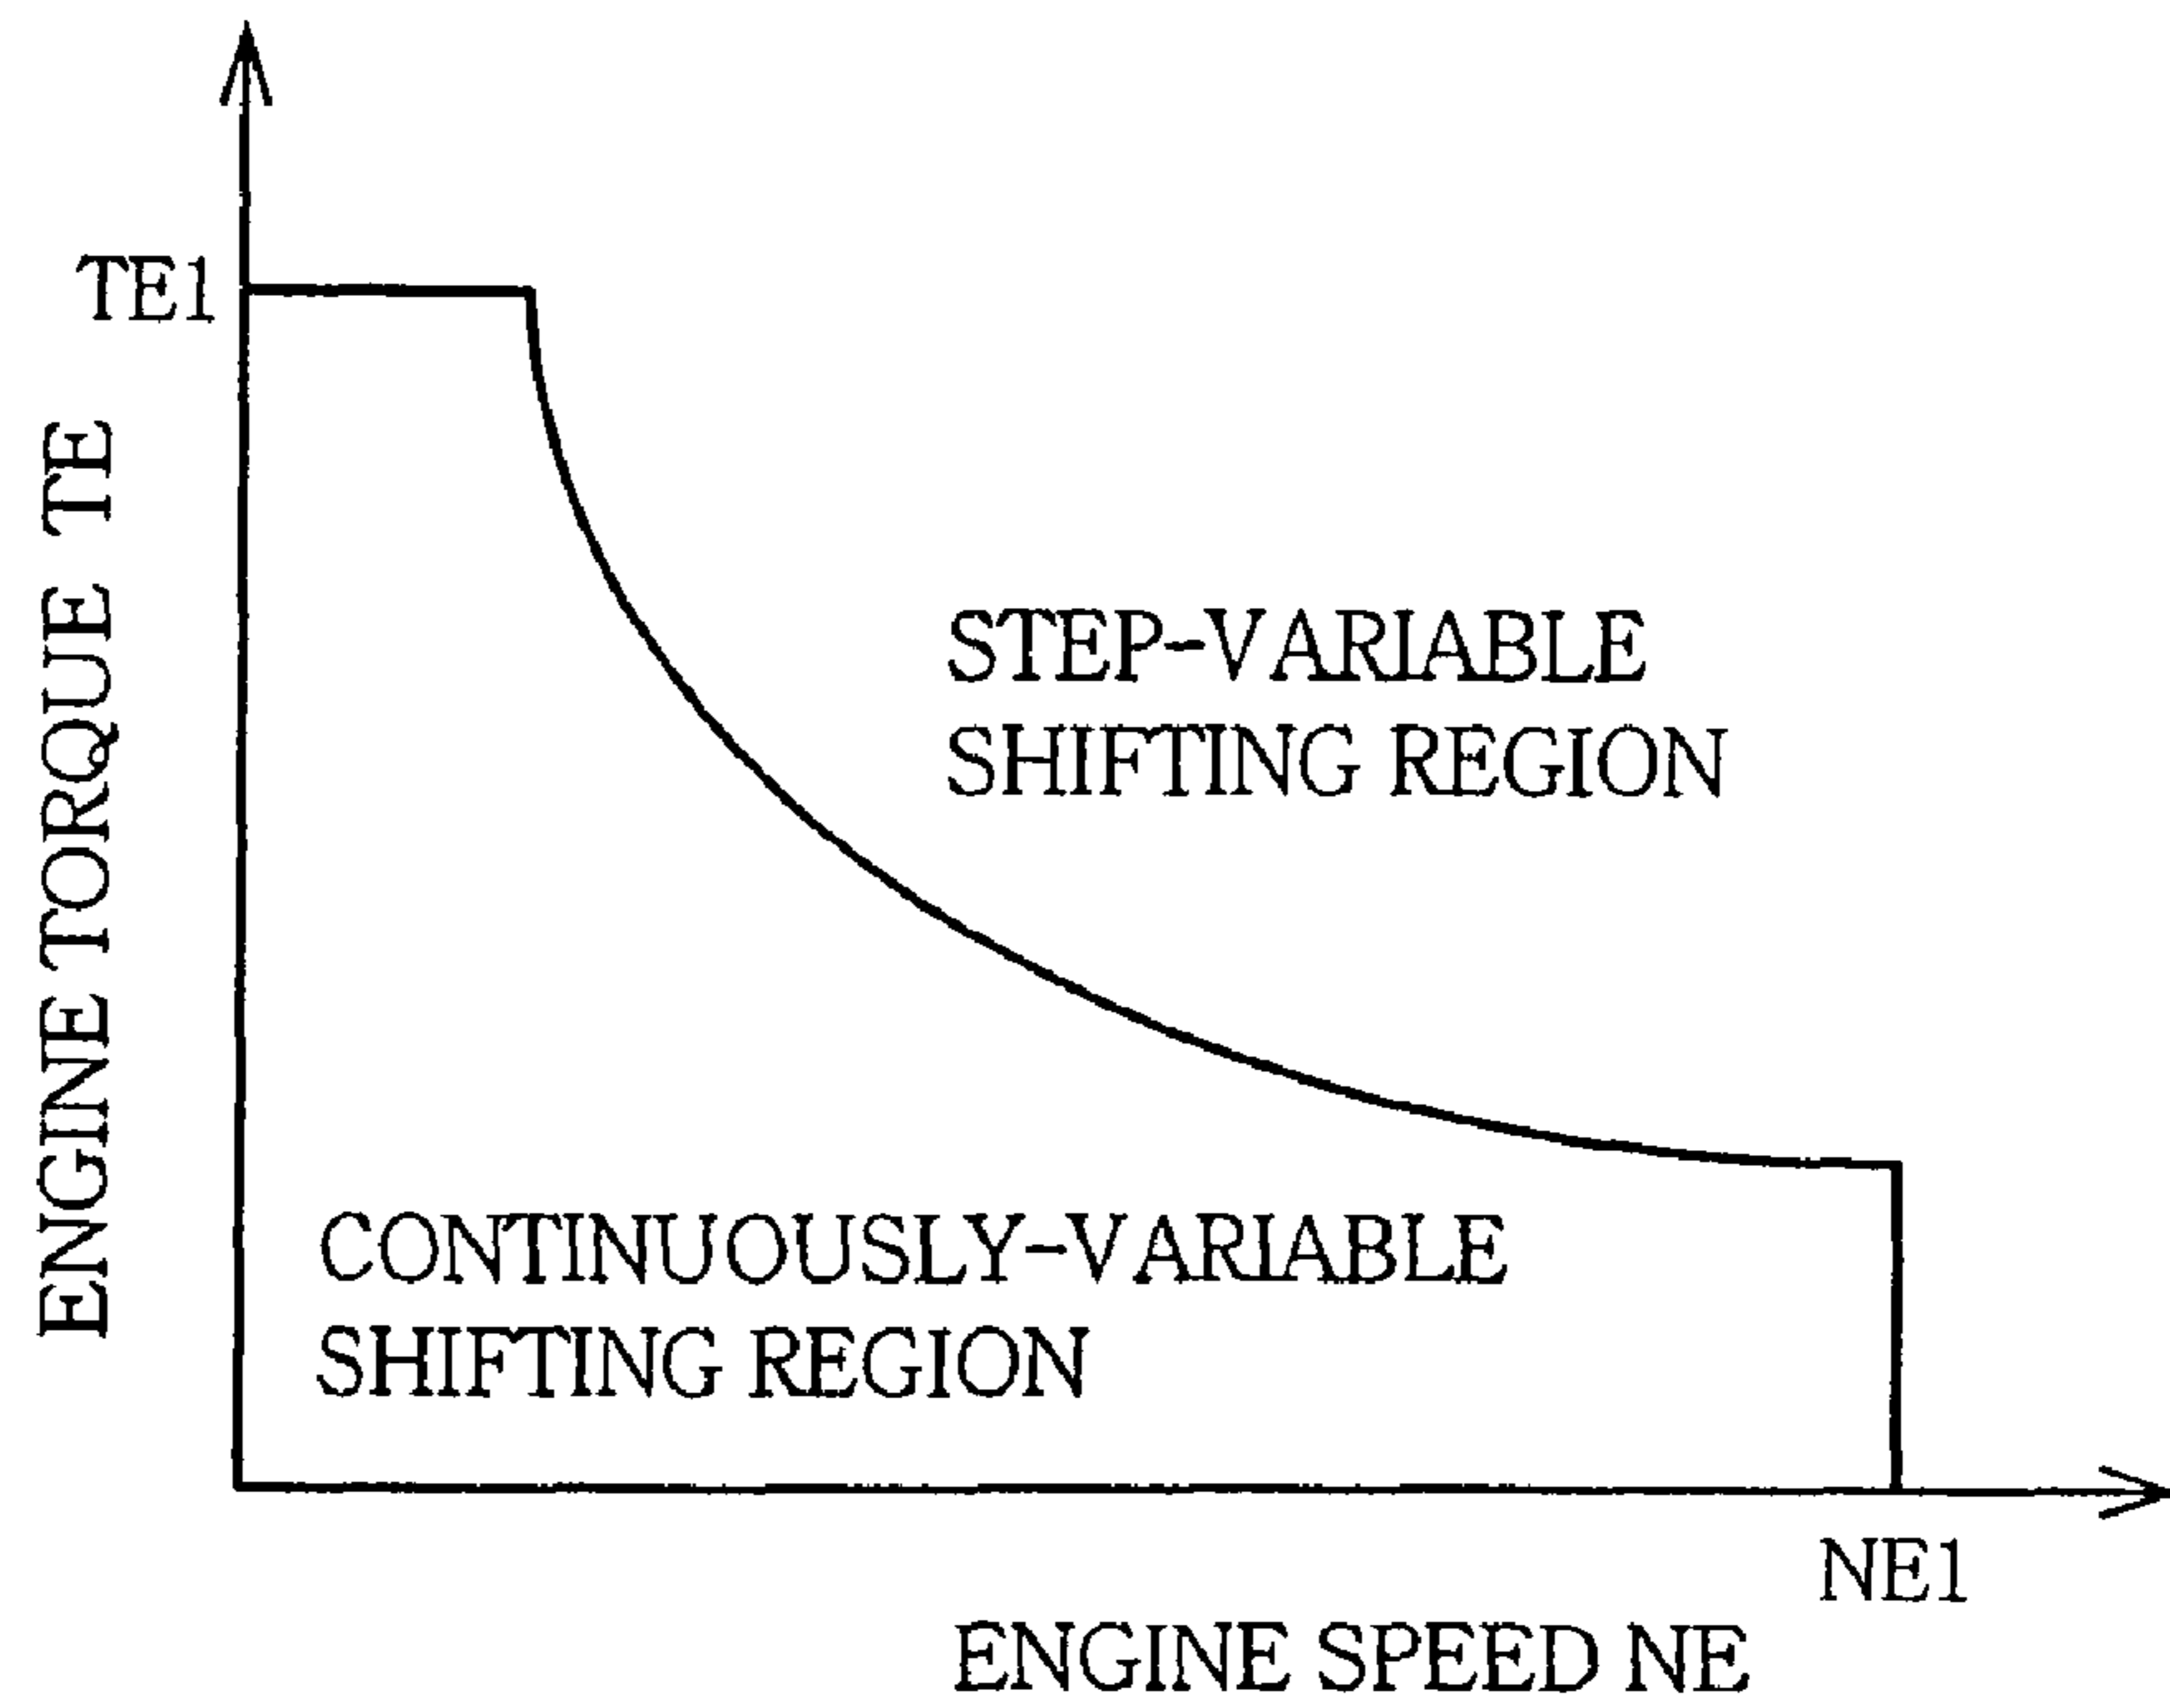 TE1
ENGINE TORQUE TE
STEP-VARIABLE
SHIFTING REGION
CONTINUOUSLY-VARIABLE
SHIFTING REGION
NE1
ENGINE SPEED NE